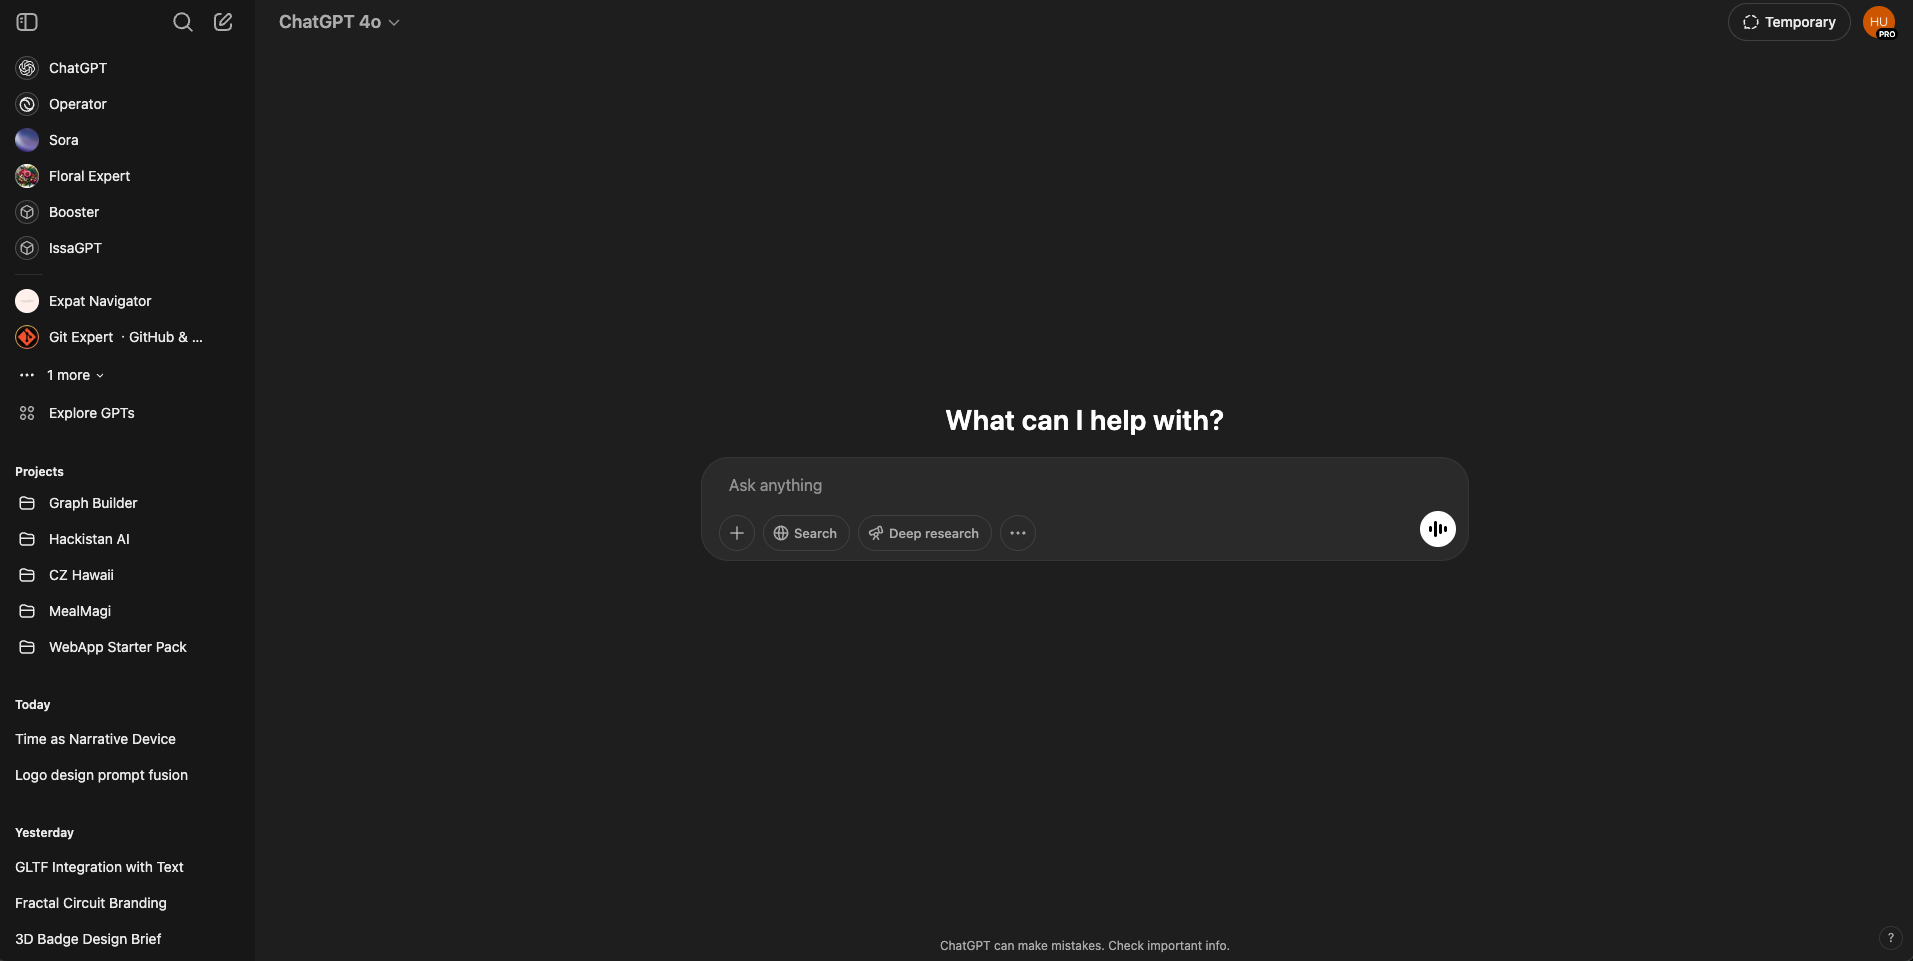 ChatGPT 4o
Temporary
HU
PRO
ChatGPT
Operator
Sora
Floral Expert
Booster
IssaGPT
Expat Navigator
Git Expert · GitHub & ...
1 more
Explore GPTs
Projects
Graph Builder
Hackistan AI
CZ Hawaii
MealMagi
WebApp Starter Pack
Today
Time as Narrative Device
Logo design prompt fusion
Yesterday
GLTF Integration with Text
Fractal Circuit Branding
3D Badge Design Brief
What can I help with?
Ask anything
Search
Deep research
ChatGPT can make mistakes. Check important info.
?